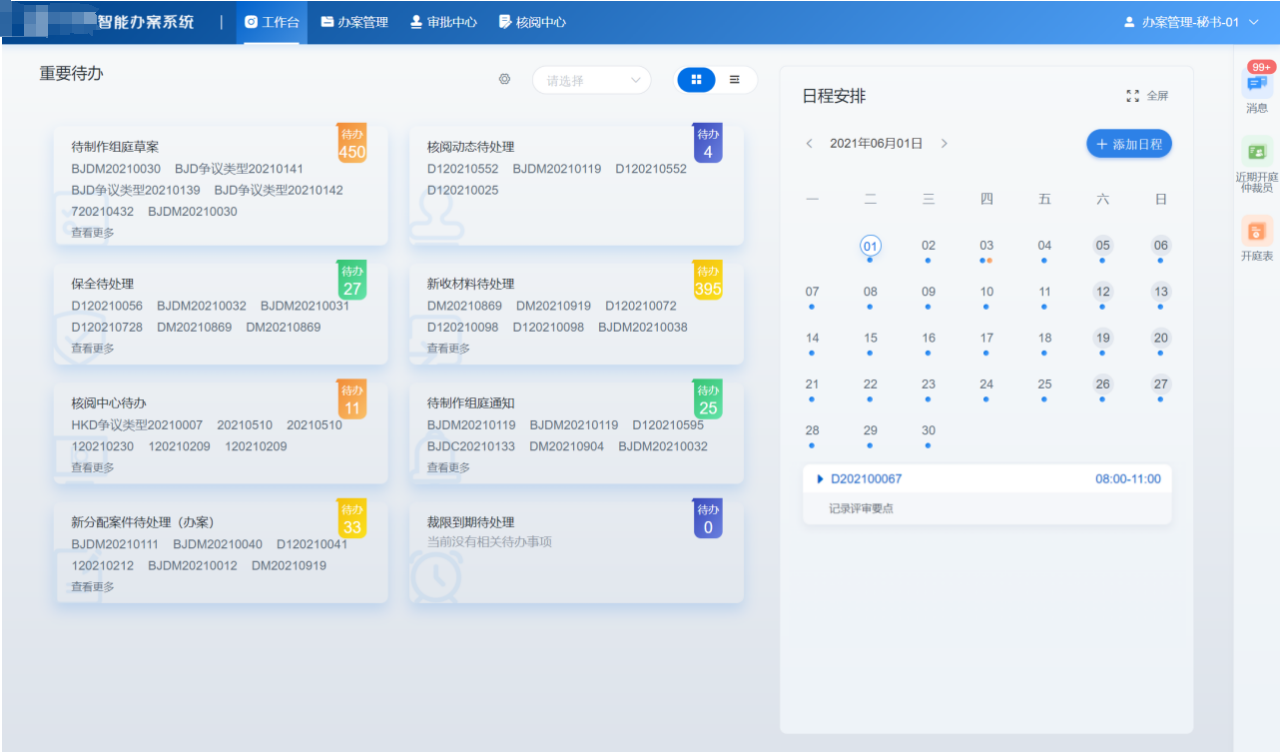 智能办案系统 | 工作台 办案管理 审批中心 核阅中心 办案管理-秘书-01
重要待办
请选择
待制作组庭草案
待办
450
BJDM20210030 BJD争议类型20210141
BJD争议类型20210139 BJD争议类型20210142
720210432 BJDM20210030
查看更多
核阅动态待处理
待办
4
D120210552 BJDM20210119 D120210552
D120210025
保全待处理
待办
27
D120210056 BJDM20210032 BJDM20210031
D120210728 DM20210869 DM20210869
查看更多
新收材料待处理
待办
395
DM20210869 DM20210919 D120210072
D120210098 D120210098 BJDM20210038
查看更多
核阅中心待办
待办
11
HKD争议类型20210007 20210510 20210510
120210230 120210209 120210209
查看更多
待制作组庭通知
待办
25
BJDM20210119 BJDM20210119 D120210595
BJDC20210133 DM20210904 BJDM20210032
查看更多
新分配案件待处理（办案）
待办
33
BJDM20210111 BJDM20210040 D120210041
120210212 BJDM20210012 DM20210919
查看更多
裁限到期待处理
待办
0
当前没有相关待办事项
日程安排 全屏
2021年06月01日 + 添加日程
一 二 三 四 五 六 日
01 02 03 04 05 06
07 08 09 10 11 12 13
14 15 16 17 18 19 20
21 22 23 24 25 26 27
28 29 30
D202100067 08:00-11:00
记录评审要点
99+
消息
近期开庭
仲裁员
开庭表